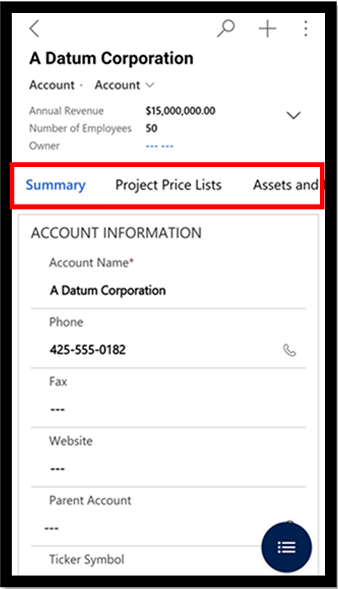 A Datum Corporation
Account · Account
Annual Revenue $15,000,000.00
Number of Employees 50
Owner --- ---
Summary Project Price Lists Assets and
ACCOUNT INFORMATION
Account Name*
A Datum Corporation
Phone
425-555-0182
Fax
---
Website
---
Parent Account
---
Ticker Symbol